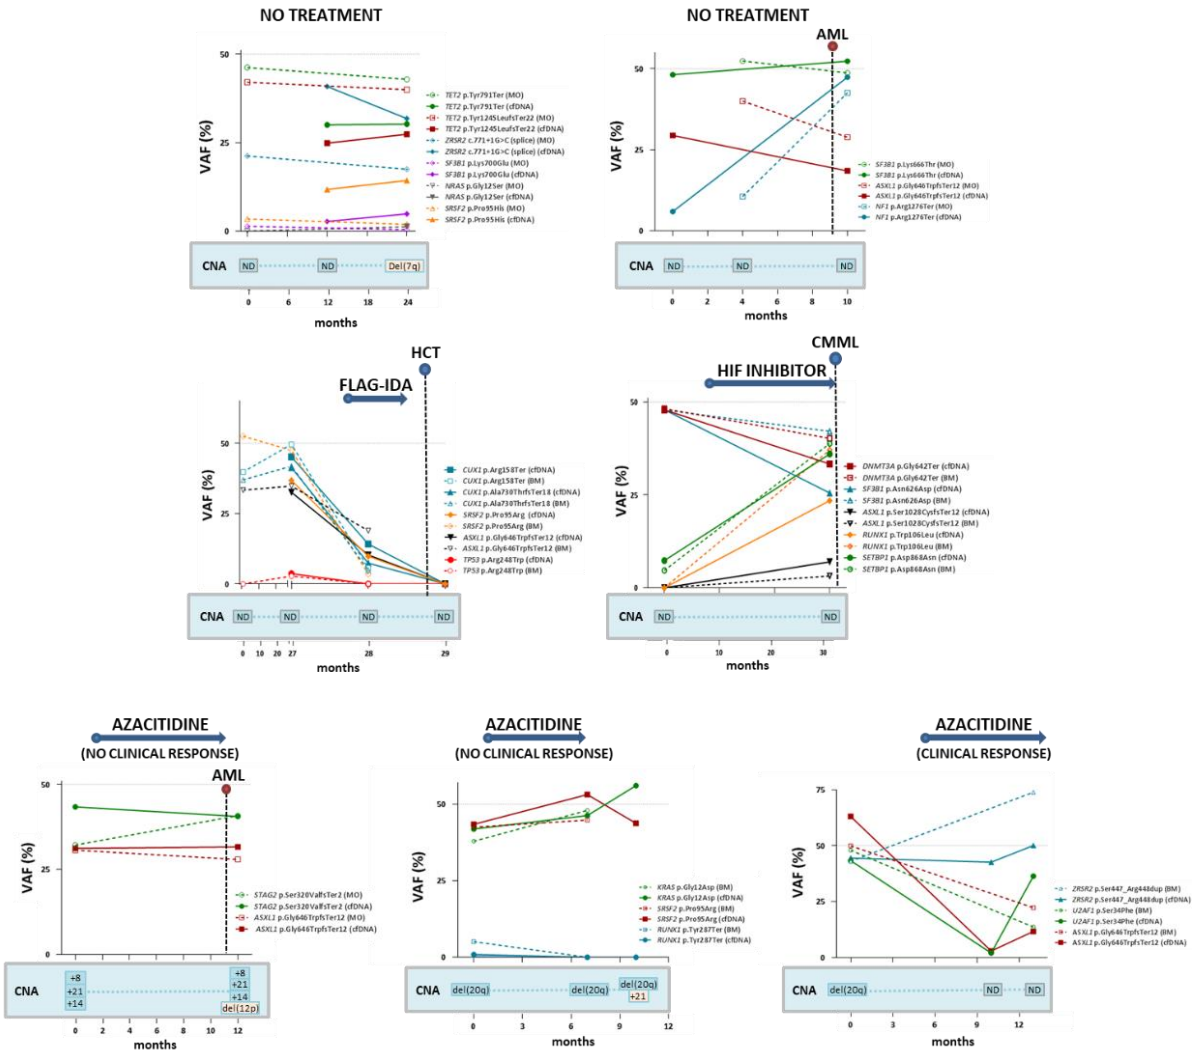 NO TREATMENT
50
25
0
VAF (%)
TET2 p.Tyr791Ter (MO)
TET2 p.Tyr791Ter (cfDNA)
TET2 p.Tyr1245LeufsTer22 (MO)
TET2 p.Tyr1245LeufsTer22 (cfDNA)
ZRSR2 c.771+1G>C (splice) (MO)
ZRSR2 c.771+1G>C (splice) (cfDNA)
SF3B1 p.Lys700Glu (MO)
SF3B1 p.Lys700Glu (cfDNA)
NRAS p.Gly12Ser (MO)
NRAS p.Gly12Ser (cfDNA)
SRSF2 p.Pro95His (MO)
SRSF2 p.Pro95His (cfDNA)
CNA ND ND Del(7q)
0 6 12 18 24
months
NO TREATMENT
AML
50
25
0
VAF (%)
SF3B1 p.Lys666Thr (MO)
SF3B1 p.Lys666Thr (cfDNA)
ASXL1 p.Gly646TrpfsTer12 (MO)
ASXL1 p.Gly646TrpfsTer12 (cfDNA)
NF1 p.Arg1276Ter (MO)
NF1 p.Arg1276Ter (cfDNA)
CNA ND ND ND
0 2 4 6 8 10
months
HCT
FLAG-IDA
50
25
0
VAF (%)
CUX1 p.Arg158Ter (cfDNA)
CUX1 p.Arg158Ter (BM)
CUX1 p.Ala730ThrfsTer18 (cfDNA)
CUX1 p.Ala730ThrfsTer18 (BM)
SRSF2 p.Pro95Arg (cfDNA)
SRSF2 p.Pro95Arg (BM)
ASXL1 p.Gly646TrpfsTer12 (cfDNA)
ASXL1 p.Gly646TrpfsTer12 (BM)
TP53 p.Arg248Trp (cfDNA)
TP53 p.Arg248Trp (BM)
CNA ND ND ND ND
0 10 20 27 28 29
months
CMML
HIF INHIBITOR
50
25
0
VAF (%)
DNMT3A p.Gly642Ter (cfDNA)
DNMT3A p.Gly642Ter (BM)
SF3B1 p.Asn626Asp (cfDNA)
SF3B1 p.Asn626Asp (BM)
ASXL1 p.Ser1028CysfsTer12 (cfDNA)
ASXL1 p.Ser1028CysfsTer12 (BM)
RUNX1 p.Trp106Leu (cfDNA)
RUNX1 p.Trp106Leu (BM)
SETBP1 p.Asp868Asn (cfDNA)
SETBP1 p.Asp868Asn (BM)
CNA ND ND
0 10 20 30
months
AZACITIDINE
(NO CLINICAL RESPONSE)
AML
50
25
0
VAF (%)
STAG2 p.Ser320ValfsTer2 (MO)
STAG2 p.Ser320ValfsTer2 (cfDNA)
ASXL1 p.Gly646TrpfsTer12 (MO)
ASXL1 p.Gly646TrpfsTer12 (cfDNA)
CNA
+8
+21
+14
+8
+21
+14
del(12p)
0 2 4 6 8 10 12
months
AZACITIDINE
(NO CLINICAL RESPONSE)
50
25
0
VAF (%)
KRAS p.Gly12Asp (BM)
KRAS p.Gly12Asp (cfDNA)
SRSF2 p.Pro95Arg (BM)
SRSF2 p.Pro95Arg (cfDNA)
RUNX1 p.Tyr287Ter (BM)
RUNX1 p.Tyr287Ter (cfDNA)
CNA del(20q) del(20q) del(20q)
+21
0 3 6 9 12
months
AZACITIDINE
(CLINICAL RESPONSE)
75
50
25
0
VAF (%)
ZRSR2 p.Ser447_Arg448dup (BM)
ZRSR2 p.Ser447_Arg448dup (cfDNA)
U2AF1 p.Ser34Phe (BM)
U2AF1 p.Ser34Phe (cfDNA)
ASXL1 p.Gly646TrpfsTer12 (BM)
ASXL1 p.Gly646TrpfsTer12 (cfDNA)
CNA del(20q) ND ND
0 3 6 9 12
months